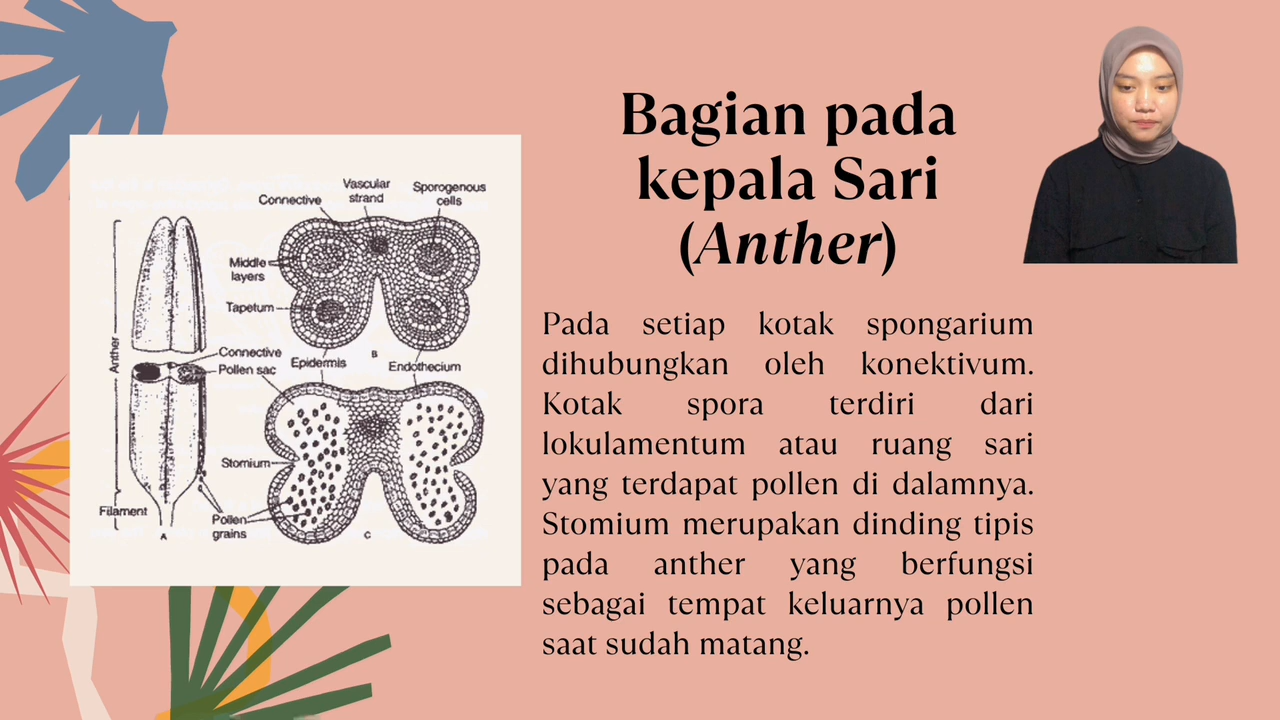 Bagian pada
kepala Sari
(Anther)
Pada setiap kotak spongarium
dihubungkan oleh konektivum.
Kotak spora terdiri dari
lokulamentum atau ruang sari
yang terdapat pollen di dalamnya.
Stomium merupakan dinding tipis
pada anther yang berfungsi
sebagai tempat keluarnya pollen
saat sudah matang.
Anther
Filament
A
Connective
Vascular
strand
Sporogenous
cells
Middle
layers
Tapetum
Epidermis
B
Endothecium
Connective
Pollen sac
Stomium
Pollen
grains
C